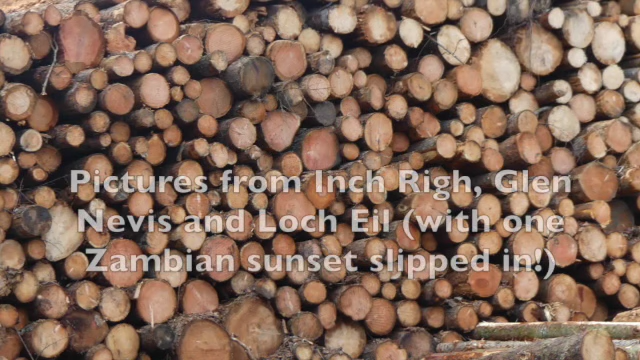 Pictures from Inch Righ, Glen
Nevis and Loch Eil (with one
Zambian sunset slipped in!)